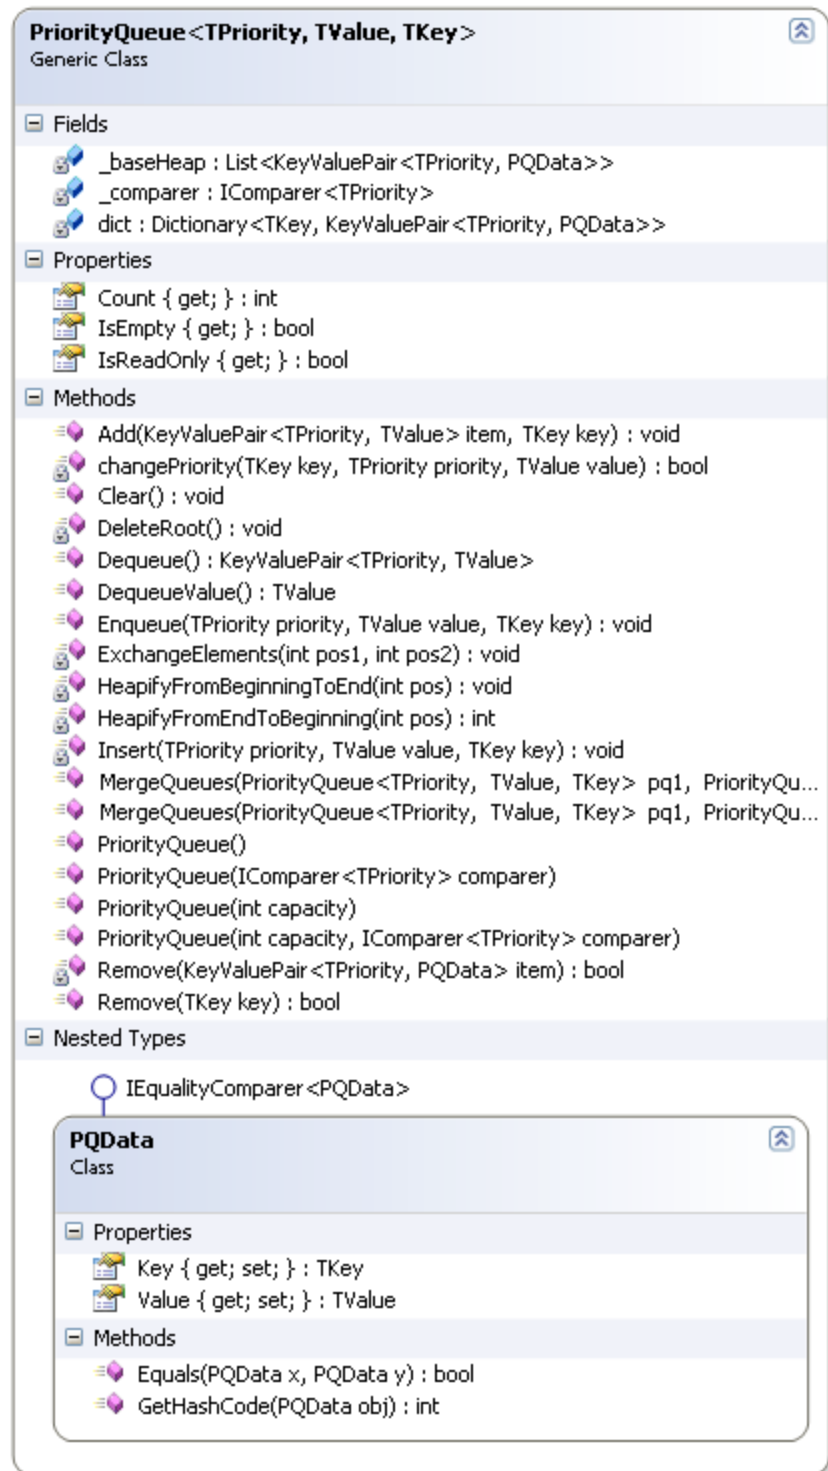 PriorityQueue<TPriority, TValue, TKey>
Generic Class
Fields
_baseHeap : List<KeyValuePair<TPriority, PQData>>
_comparer : IComparer<TPriority>
dict : Dictionary<TKey, KeyValuePair<TPriority, PQData>>
Properties
Count { get; } : int
IsEmpty { get; } : bool
IsReadOnly { get; } : bool
Methods
Add(KeyValuePair<TPriority, TValue> item, TKey key) : void
changePriority(TKey key, TPriority priority, TValue value) : bool
Clear() : void
DeleteRoot() : void
Dequeue() : KeyValuePair<TPriority, TValue>
DequeueValue() : TValue
Enqueue(TPriority priority, TValue value, TKey key) : void
ExchangeElements(int pos1, int pos2) : void
HeapifyFromBeginningToEnd(int pos) : void
HeapifyFromEndToBeginning(int pos) : int
Insert(TPriority priority, TValue value, TKey key) : void
MergeQueues(PriorityQueue<TPriority, TValue, TKey> pq1, PriorityQu...
MergeQueues(PriorityQueue<TPriority, TValue, TKey> pq1, PriorityQu...
PriorityQueue()
PriorityQueue(IComparer<TPriority> comparer)
PriorityQueue(int capacity)
PriorityQueue(int capacity, IComparer<TPriority> comparer)
Remove(KeyValuePair<TPriority, PQData> item) : bool
Remove(TKey key) : bool
Nested Types
IEqualityComparer<PQData>
PQData
Class
Properties
Key { get; set; } : TKey
Value { get; set; } : TValue
Methods
Equals(PQData x, PQData y) : bool
GetHashCode(PQData obj) : int